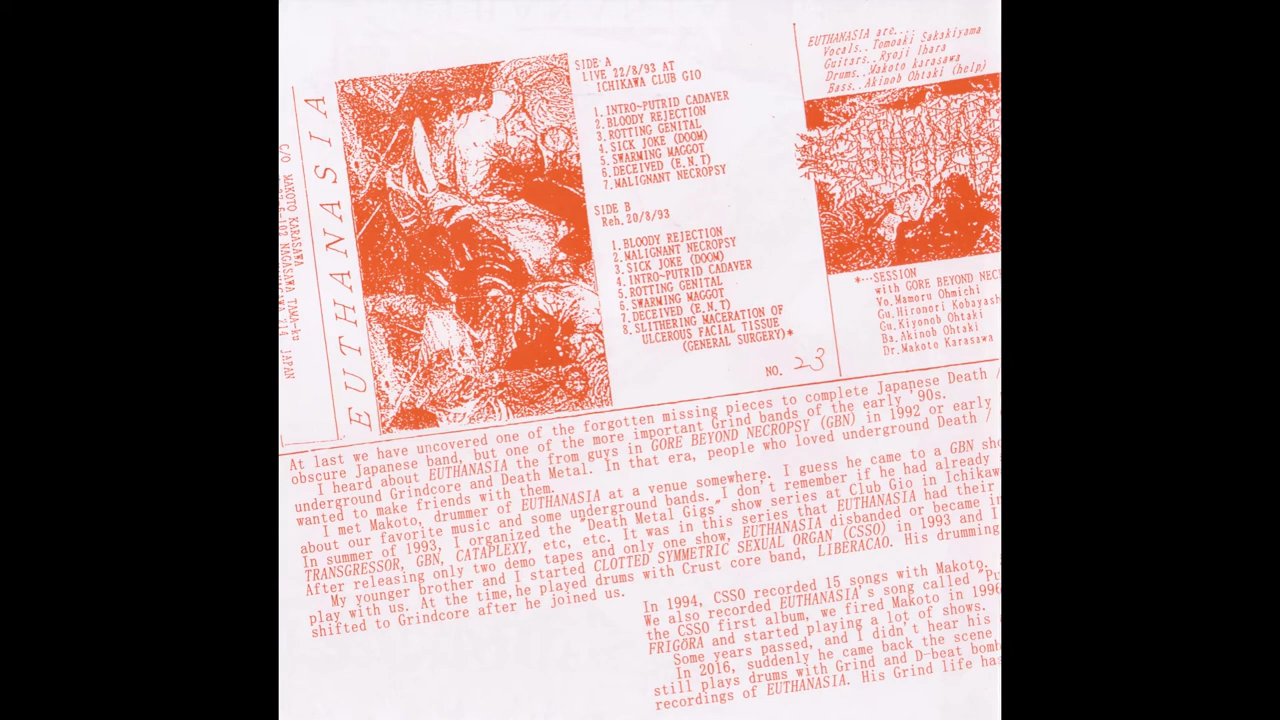 EUTHANASIA
C/O MAKOTO KARASAWA
NAGASAWA TAMA-ku
214 JAPAN
SIDE A
LIVE 22/8/93 AT
ICHIKAWA CLUB GIO
1. INTRO~PUTRID CADAVER
2. BLOODY REJECTION
3. ROTTING GENITAL
4. SICK JOKE (DOOM)
5. SWARMING MAGGOT
6. DECEIVED (E.N.T)
7. MALIGNANT NECROPSY
SIDE B
Reh. 20/8/93
1. BLOODY REJECTION
2. MALIGNANT NECROPSY
3. SICK JOKE (DOOM)
4. INTRO~PUTRID CADAVER
5. ROTTING GENITAL
6. SWARMING MAGGOT
7. DECEIVED (E.N.T)
8. SLITHERING MACERATION OF
ULCEROUS FACIAL TISSUE
(GENERAL SURGERY)*
NO. 23
EUTHANASIA are....
Vocals.. Tomoaki Sakakiyama
Guitars.. Ryoji Ihara
Drums.. Makoto karasawa
Bass.. Akinob Ohtaki (help)
*...SESSION
with GORE BEYOND NEC
Vo. Mamoru Ohmichi
Gu. Hironori Kobayas
Gu. Kiyonob Ohtaki
Ba. Akinob Ohtaki
Dr. Makoto Karasawa
At last we have uncovered one of the forgotten missing pieces to complete Japanese Death /
obscure Japanese band, but one of the more important Grind bands of the early '90s.
I heard about EUTHANASIA the from guys in GORE BEYOND NECROPSY (GBN) in 1992 or early
underground Grindcore and Death Metal. In that era, people who loved underground Death /
wanted to make friends with them.
I met Makoto, drummer of EUTHANASIA at a venue somewhere. I guess he came to a GBN sho
about our favorite music and some underground bands. I don't remember if he had already
In summer of 1993, I organized the "Death Metal Gigs" show series at Club Gio in Ichikaw
TRANSGRESSOR, GBN, CATAPLEXY, etc, etc. It was in this series that EUTHANASIA had their
After releasing only two demo tapes and only one show, EUTHANASIA disbanded or became in
My younger brother and I started CLOTTED SYMMETRIC SEXUAL ORGAN (CSSO) in 1993 and I
play with us. At the time, he played drums with Crust core band, LIBERACAO. His drumming
shifted to Grindcore after he joined us.
In 1994, CSSO recorded 15 songs with Makoto.
We also recorded EUTHANASIA's song called "Pu
the CSSO first album, we fired Makoto in 1996
FRIGÖRA and started playing a lot of shows.
Some years passed, and I didn't hear his
In 2016, suddenly he came back the scene
still plays drums with Grind and D-beat bomb
recordings of EUTHANASIA. His Grind life has